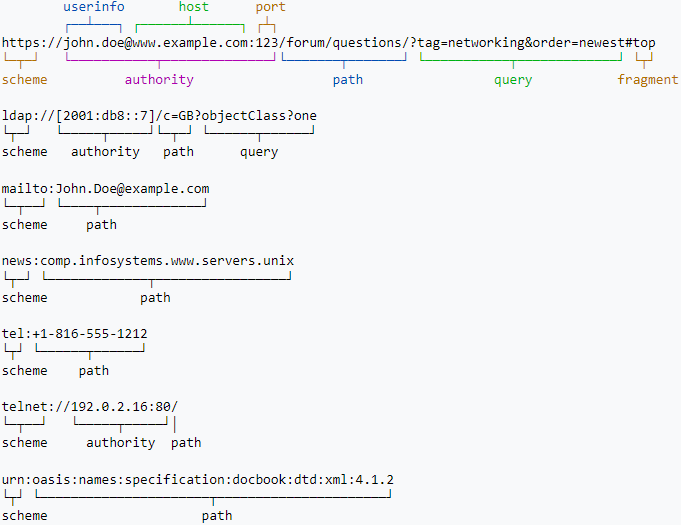 userinfo host port
https://john.doe@www.example.com:123/forum/questions/?tag=networking&order=newest#top
scheme authority path query fragment
ldap://[2001:db8::7]/c=GB?objectClass?one
scheme authority path query
mailto:John.Doe@example.com
scheme path
news:comp.infosystems.www.servers.unix
scheme path
tel:+1-816-555-1212
scheme path
telnet://192.0.2.16:80/
scheme authority path
urn:oasis:names:specification:docbook:dtd:xml:4.1.2
scheme path